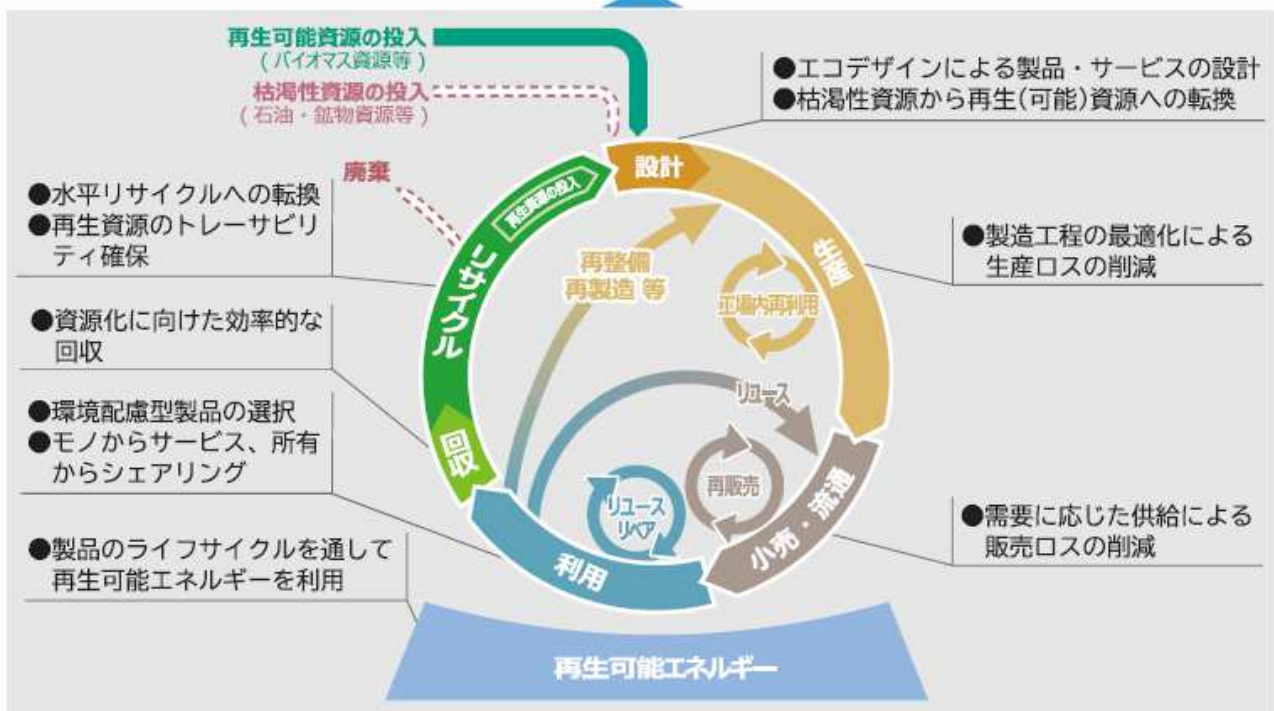 再生可能資源の投入
(バイオマス資源等)
枯渇性資源の投入
(石油・鉱物資源等)
廃棄
●エコデザインによる製品・サービスの設計
●枯渇性資源から再生(可能)資源への転換
●水平リサイクルへの転換
●再生資源のトレーサビリ
ティ確保
●資源化に向けた効率的な
回収
●環境配慮型製品の選択
●モノからサービス、所有
からシェアリング
●製品のライフサイクルを通して
再生可能エネルギーを利用
設計
生産
小売・流通
利用
回収
リサイクル
再生資源の投入
再整備
再製造 等
工場内再利用
リユース
再販売
リユース
リペア
●製造工程の最適化による
生産ロスの削減
●需要に応じた供給による
販売ロスの削減
再生可能エネルギー